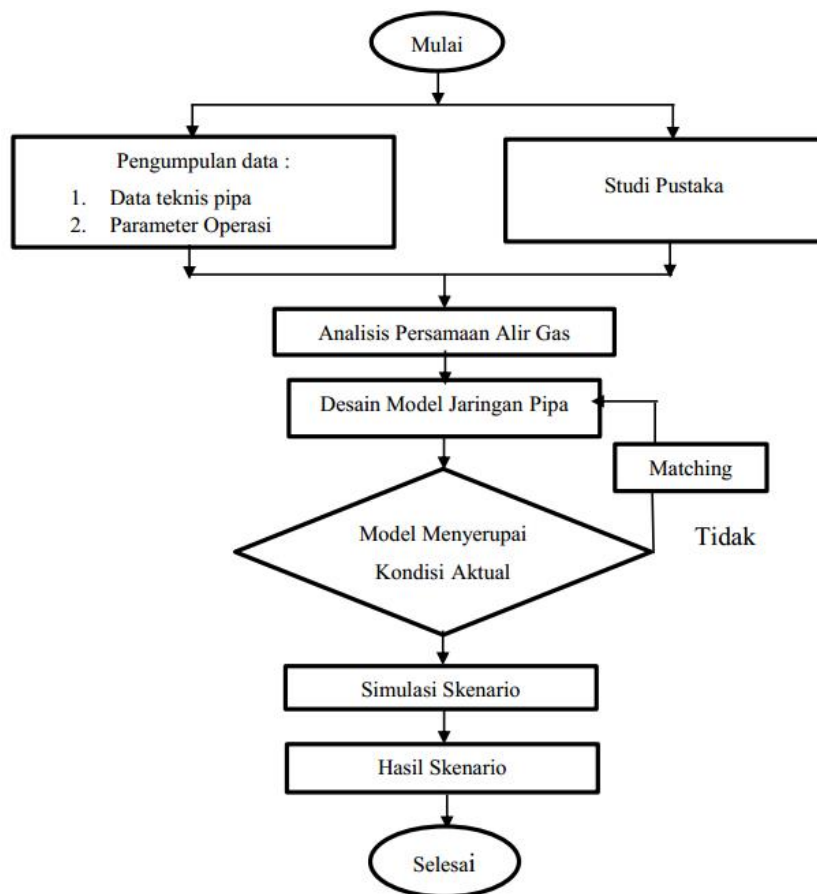 Mulai
Pengumpulan data :
1. Data teknis pipa
2. Parameter Operasi
Studi Pustaka
Analisis Persamaan Alir Gas
Desain Model Jaringan Pipa
Matching
Model Menyerupai
Kondisi Aktual
Tidak
Simulasi Skenario
Hasil Skenario
Selesai